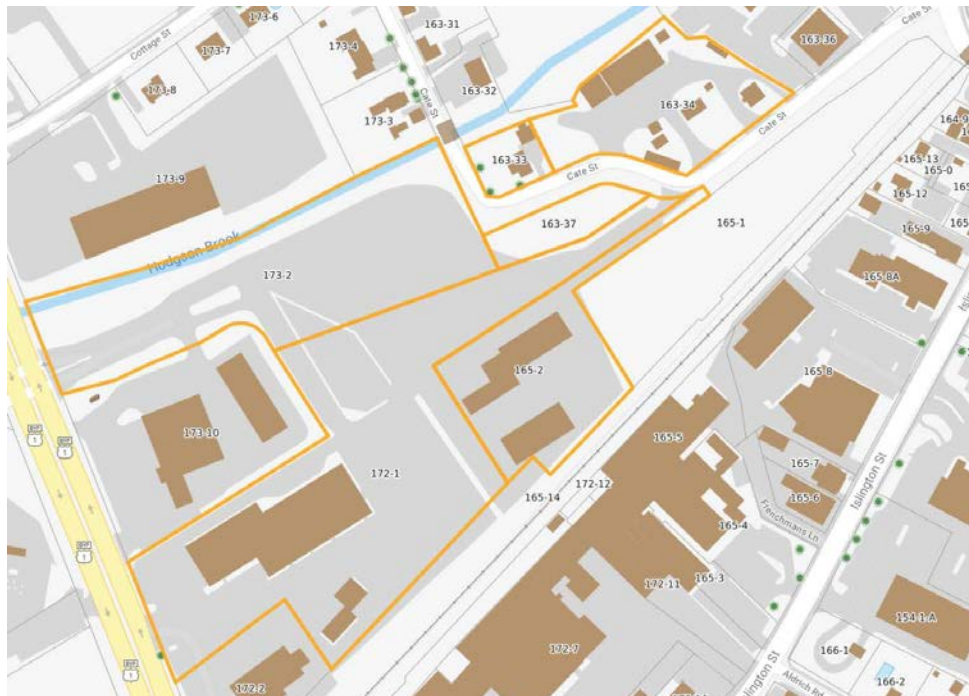 173-6
163-31
Cate St
173-7
173-4
163-36
Cottage St
173-8
163-32
Cate St
163-34
173-3
164-9
Cate St
165-13
163-33
165-0
173-9
Cate St
165-12
163-37
165-1
165-9
Hodgson Brook
173-2
165-8A
165-2
165-8
173-10
165-5
BYP
1
BYP
1
165-7
172-1
Islington St
172-12
165-6
165-14
165-4
Frenchmans Ln
BYP
1
172-11
165-3
154-1-A
172-7
166-1
172-2
Islington St
BYP
1
Aldrich Rd
166-2